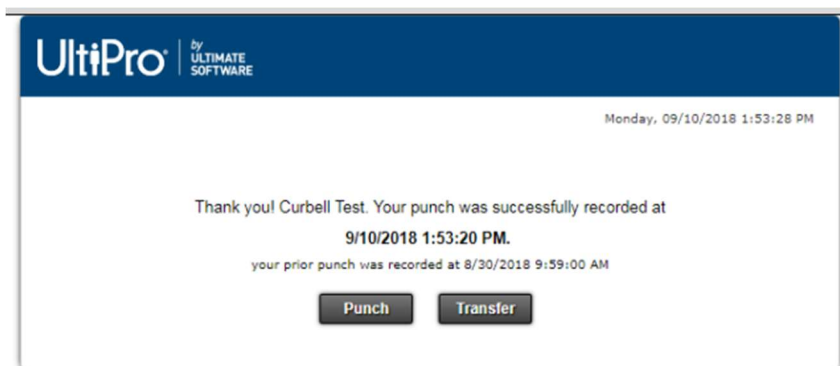 UltiPro
by
ULTIMATE
SOFTWARE
Monday, 09/10/2018 1:53:28 PM
Thank you! Curbell Test. Your punch was successfully recorded at
9/10/2018 1:53:20 PM.
your prior punch was recorded at 8/30/2018 9:59:00 AM
Punch Transfer